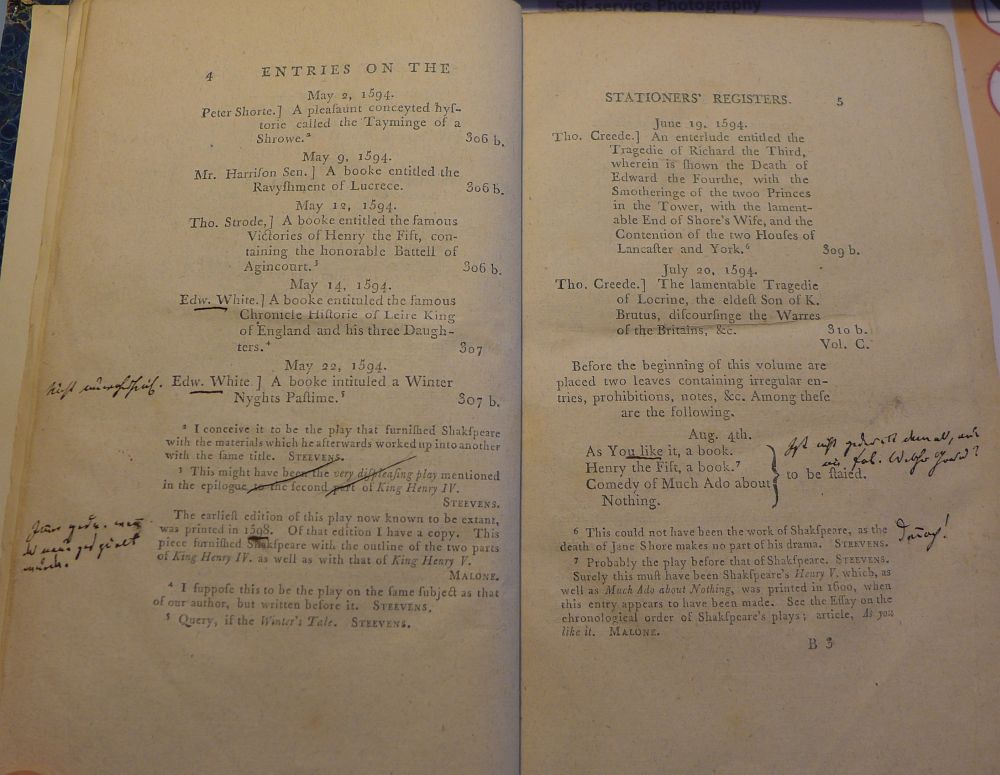 Self-service Photography
4 ENTRIES ON THE
May 2, 1594.
Peter Shorte.] A pleaſaunt conceyted hyſ-
torie called the Tayminge of a
Shrowe.² 306 b.
May 9, 1594.
Mr. Harriſon Sen.] A booke entitled the
Ravyſhment of Lucrece. 306 b.
May 12, 1594.
Tho. Strode.] A booke entitled the famous
Victories of Henry the Fift, con-
taining the honorable Battell of
Agincourt.³ 306 b.
May 14, 1594.
Edw. White.] A booke entituled the famous
Chronicle Hiſtorie of Leire King
of England and his three Daugh-
ters.⁴ 307
May 22, 1594.
Edw. White.] A booke intituled a Winter
Nyghts Paſtime.⁵ 307 b.
² I conceive it to be the play that furniſhed Shakſpeare
with the materials which he afterwards worked up into another
with the ſame title. STEEVENS.
³ This might have been the very diſpleaſing play mentioned
in the epilogue to the ſecond part of King Henry IV.
STEEVENS.
The earlieſt edition of this play now known to be extant,
was printed in 1598. Of that edition I have a copy. This
piece furniſhed Shakſpeare with the outline of the two parts
of King Henry IV. as well as with that of King Henry V.
MALONE.
⁴ I ſuppoſe this to be the play on the ſame ſubject as that
of our author, but written before it. STEEVENS.
⁵ Query, if the Winter's Tale. STEEVENS.
STATIONERS' REGISTERS. 5
June 19, 1594.
Tho. Creede.] An enterlude entitled the
Tragedie of Richard the Third,
wherein is ſhown the Death of
Edward the Fourthe, with the
Smotheringe of the twoo Princes
in the Tower, with the lament-
able End of Shore's Wife, and the
Contention of the two Houſes of
Lancaſter and York.⁶ 309 b.
July 20, 1594.
Tho. Creede.] The lamentable Tragedie
of Locrine, the eldeſt Son of K.
Brutus, diſcourſinge the Warres
of the Britains, &c. 310 b.
Vol. C.
Before the beginning of this volume are
placed two leaves containing irregular en-
tries, prohibitions, notes, &c. Among theſe
are the following.
Aug. 4th.
As You like it, a book.
Henry the Fift, a book.⁷
Comedy of Much Ado about
Nothing.
to be ſtaied.
⁶ This could not have been the work of Shakſpeare, as the
death of Jane Shore makes no part of his drama. STEEVENS.
⁷ Probably the play before that of Shakſpeare. STEEVENS.
Surely this muſt have been Shakſpeare's Henry V. which, as
well as Much Ado about Nothing, was printed in 1600, when
this entry appears to have been made. See the Eſſay on the
chronological order of Shakſpeare's plays; article, As you
like it. MALONE.
B 3